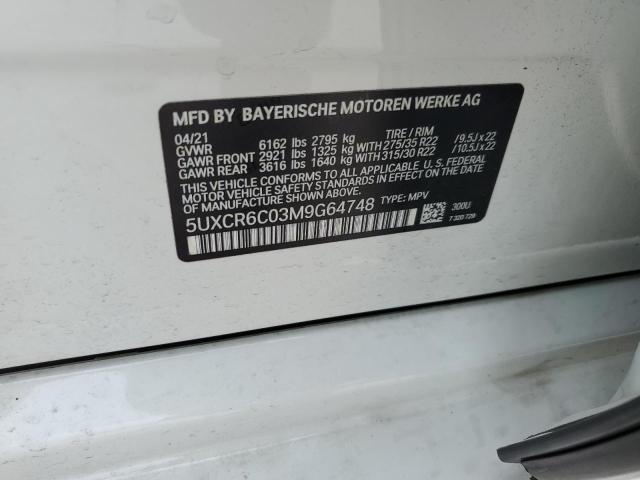 MFD BY BAYERISCHE MOTOREN WERKE AG
04/21 TIRE / RIM
GVWR 6162 lbs 2795 kg
GAWR FRONT 2921 lbs 1325 kg WITH 275/35 R22 /9.5J x 22
GAWR REAR 3616 lbs 1640 kg WITH 315/30 R22 /10.5J x 22
THIS VEHICLE CONFORMS TO ALL APPLICABLE U.S. FEDERAL
MOTOR VEHICLE SAFETY STANDARDS IN EFFECT ON THE DATE
OF MANUFACTURE SHOWN ABOVE.
5UXCR6C03M9G64748 TYPE: MPV
300U
7 320 729